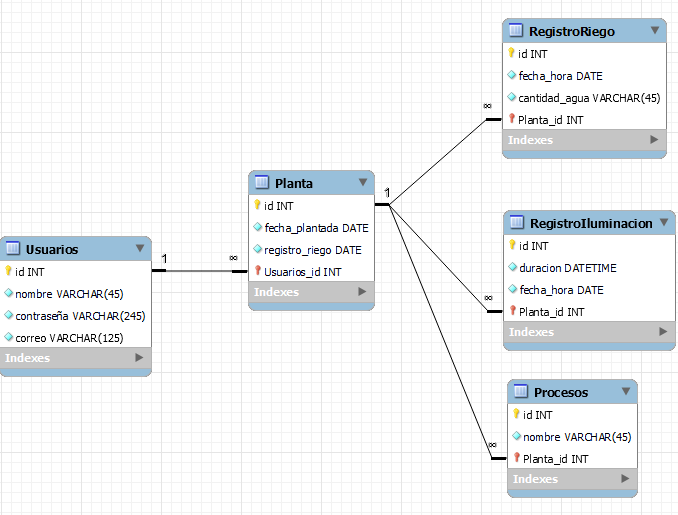 RegistroRiego
id INT
fecha_hora DATE
cantidad_agua VARCHAR(45)
Planta_id INT
Indexes
∞
Planta
id INT
fecha_plantada DATE
registro_riego DATE
Usuarios_id INT
Indexes
1
RegistroIluminacion
id INT
duracion DATETIME
fecha_hora DATE
Planta_id INT
Indexes
∞
Usuarios
id INT
nombre VARCHAR(45)
contraseña VARCHAR(245)
correo VARCHAR(125)
Indexes
1
∞
Procesos
id INT
nombre VARCHAR(45)
Planta_id INT
Indexes
∞